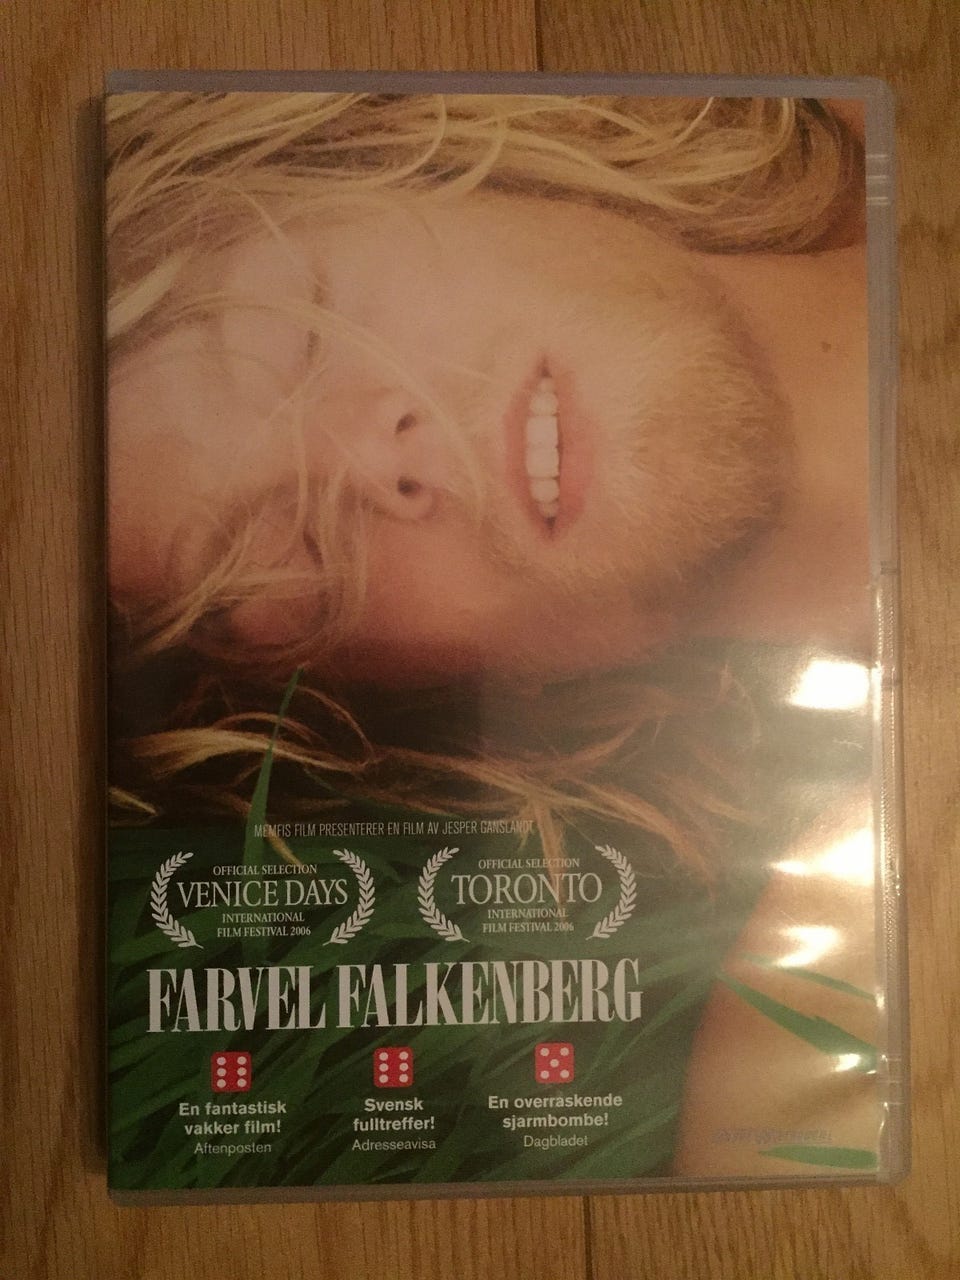 MEMFIS FILM PRESENTERER EN FILM AV JESPER GANSLANDT
OFFICIAL SELECTION
VENICE DAYS
INTERNATIONAL
FILM FESTIVAL 2006
OFFICIAL SELECTION
TORONTO
INTERNATIONAL
FILM FESTIVAL 2006
FARVEL FALKENBERG
En fantastisk
vakker film!
Aftenposten
Svensk
fulltreffer!
Adresseavisa
En overraskende
sjarmbombe!
Dagbladet